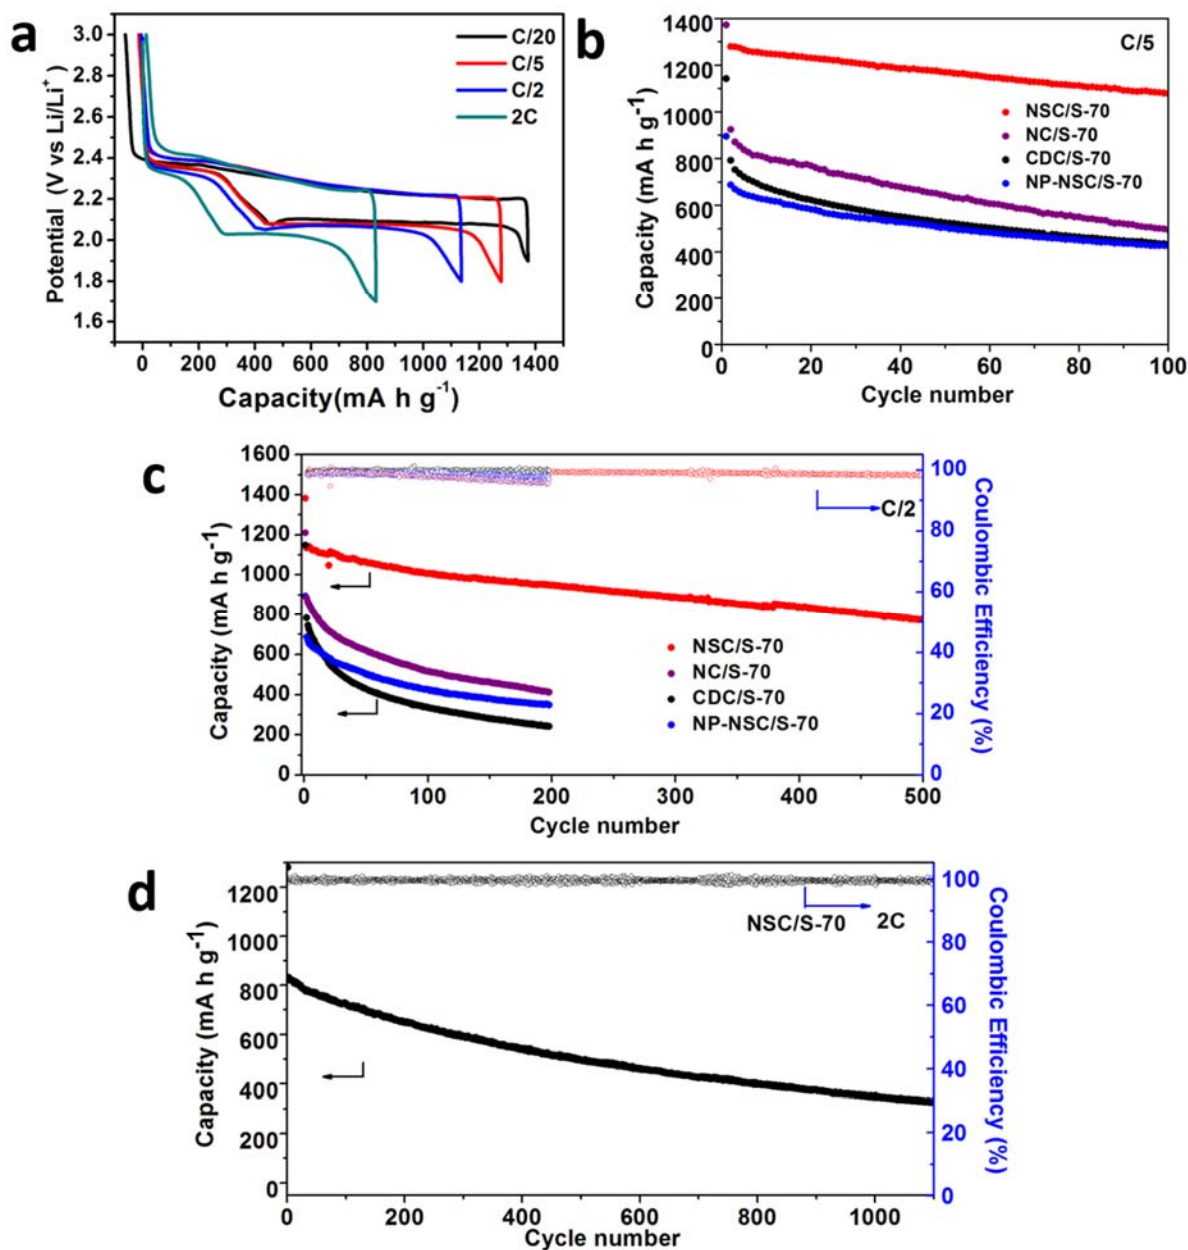 a
3.0
2.8
2.6
2.4
2.2
2.0
1.8
1.6
Potential (V vs Li/Li⁺)
C/20
C/5
C/2
2C
0 200 400 600 800 1000 1200 1400
Capacity(mA h g⁻¹)
b
1400
1200
1000
800
600
400
200
0
Capacity (mA h g⁻¹)
C/5
NSC/S-70
NC/S-70
CDC/S-70
NP-NSC/S-70
0 20 40 60 80 100
Cycle number
c
1600
1400
1200
1000
800
600
400
200
0
Capacity (mA h g⁻¹)
C/2
NSC/S-70
NC/S-70
CDC/S-70
NP-NSC/S-70
100
80
60
40
20
0
Coulombic Efficiency (%)
0 100 200 300 400 500
Cycle number
d
1200
1000
800
600
400
200
0
Capacity (mA h g⁻¹)
NSC/S-70 2C
100
80
60
40
20
0
Coulombic Efficiency (%)
0 200 400 600 800 1000
Cycle number